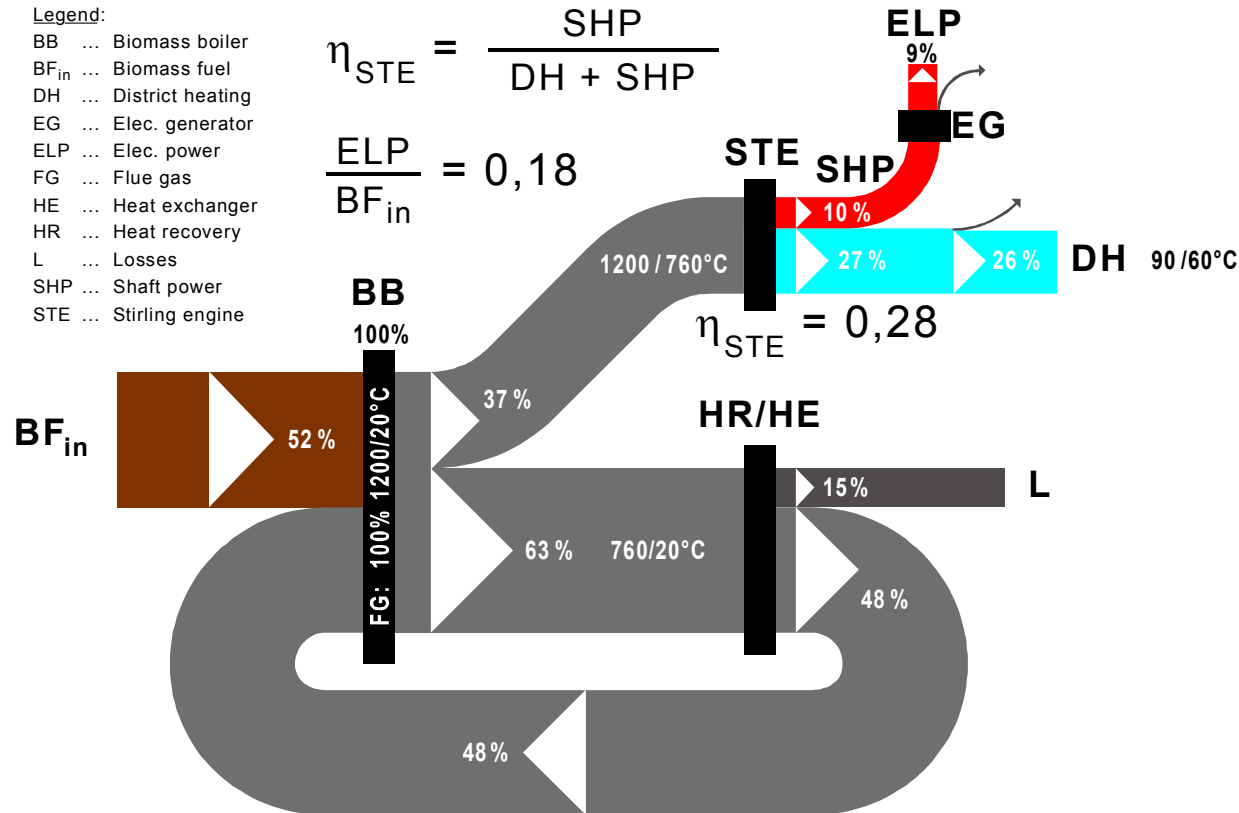 Legend:
BB ... Biomass boiler
BFin ... Biomass fuel
DH ... District heating
EG ... Elec. generator
ELP ... Elec. power
FG ... Flue gas
HE ... Heat exchanger
HR ... Heat recovery
L ... Losses
SHP ... Shaft power
STE ... Stirling engine
ηSTE = SHP / DH + SHP
ELP / BFin = 0,18
ELP
9%
EG
STE
SHP
10 %
1200 / 760°C
27 %
26 %
DH 90 /60°C
ηSTE = 0,28
BB
100%
37 %
BFin
52 %
FG: 100% 1200/20°C
HR/HE
15%
L
63 % 760/20°C
48 %
48 %